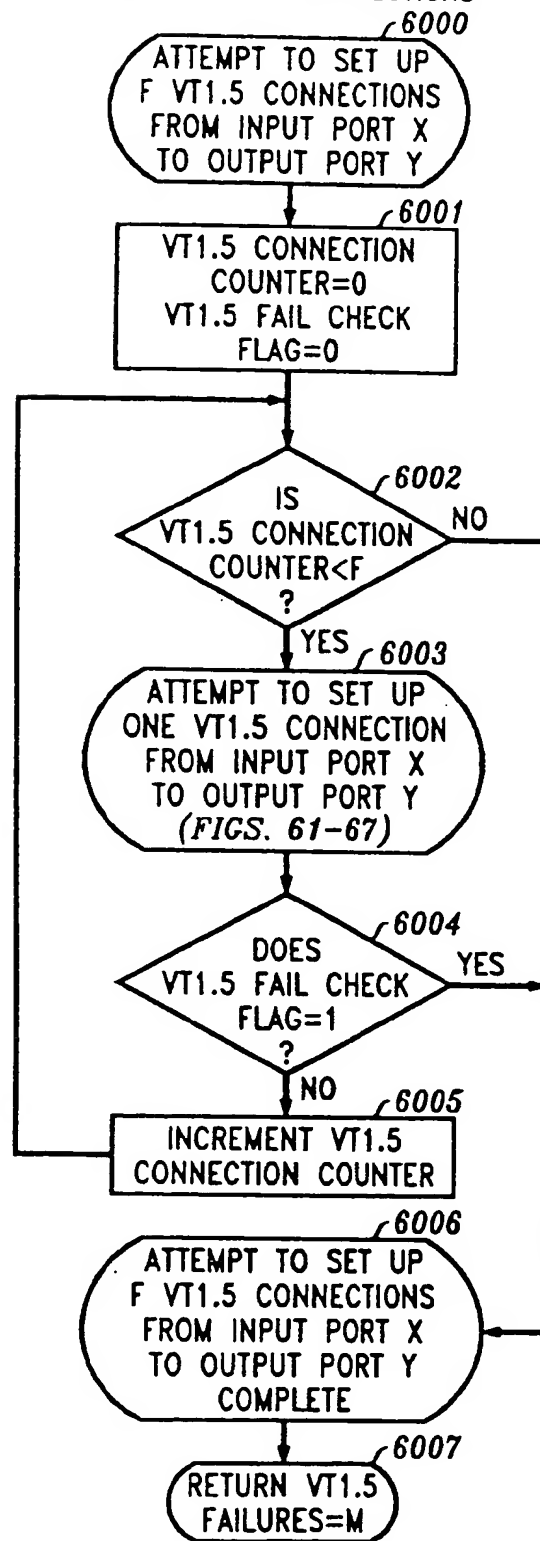 6000
ATTEMPT TO SET UP
F VT1.5 CONNECTIONS
FROM INPUT PORT X
TO OUTPUT PORT Y
6001
VT1.5 CONNECTION
COUNTER=0
VT1.5 FAIL CHECK
FLAG=0
6002
IS
VT1.5 CONNECTION
COUNTER<F
?
NO
YES
6003
ATTEMPT TO SET UP
ONE VT1.5 CONNECTION
FROM INPUT PORT X
TO OUTPUT PORT Y
(FIGS. 61-67)
6004
DOES
VT1.5 FAIL CHECK
FLAG=1
?
YES
NO
6005
INCREMENT VT1.5
CONNECTION COUNTER
6006
ATTEMPT TO SET UP
F VT1.5 CONNECTIONS
FROM INPUT PORT X
TO OUTPUT PORT Y
COMPLETE
6007
RETURN VT1.5
FAILURES=M